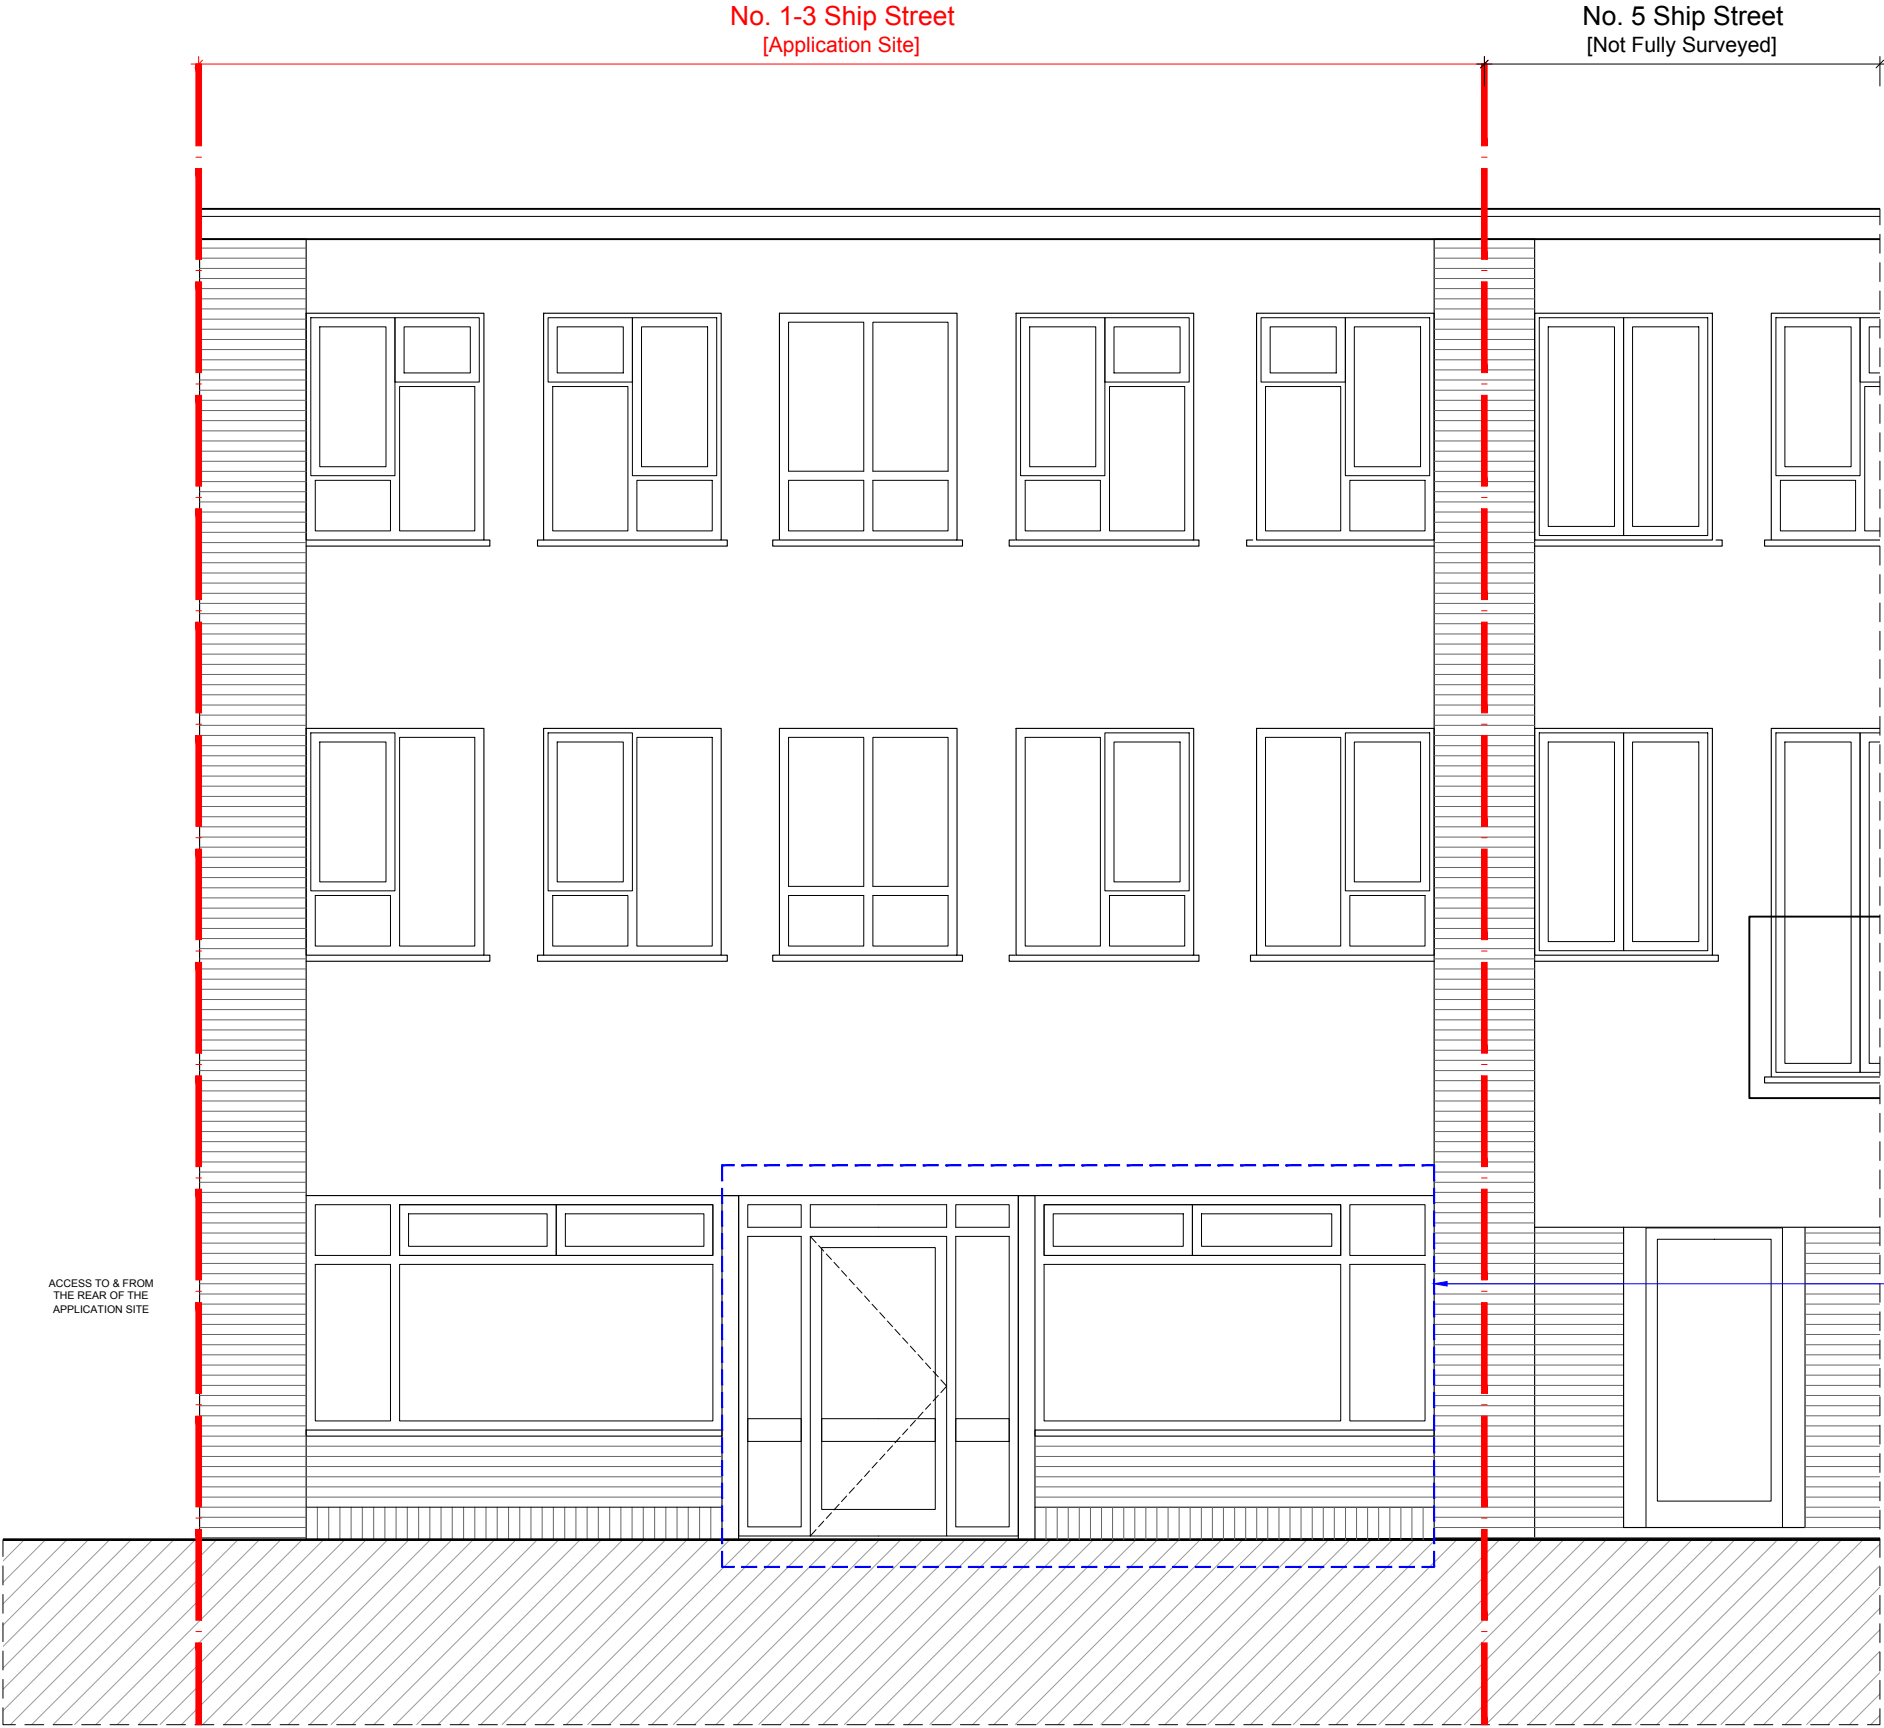 No. 1-3 Ship Street
[Application Site]
No. 5 Ship Street
[Not Fully Surveyed]
ACCESS TO & FROM
THE REAR OF THE
APPLICATION SITE